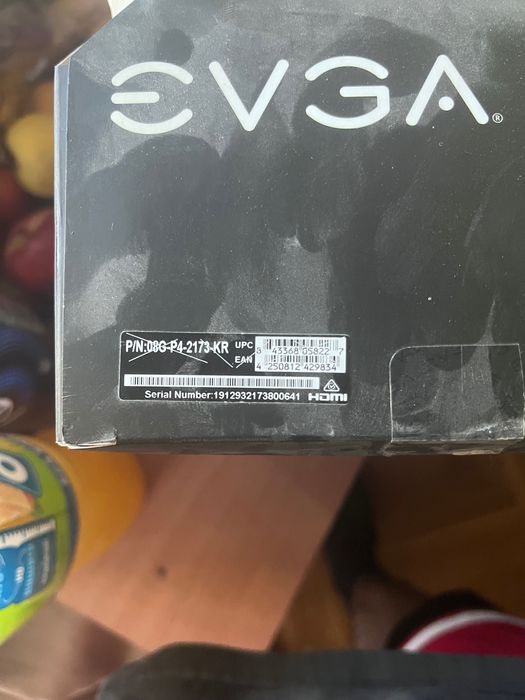 EVGA®
P/N:08G-P4-2173-KR
UPC
8 43368 05822 7
EAN
4 250812 429834
Serial Number:1912932173800641 HDMI